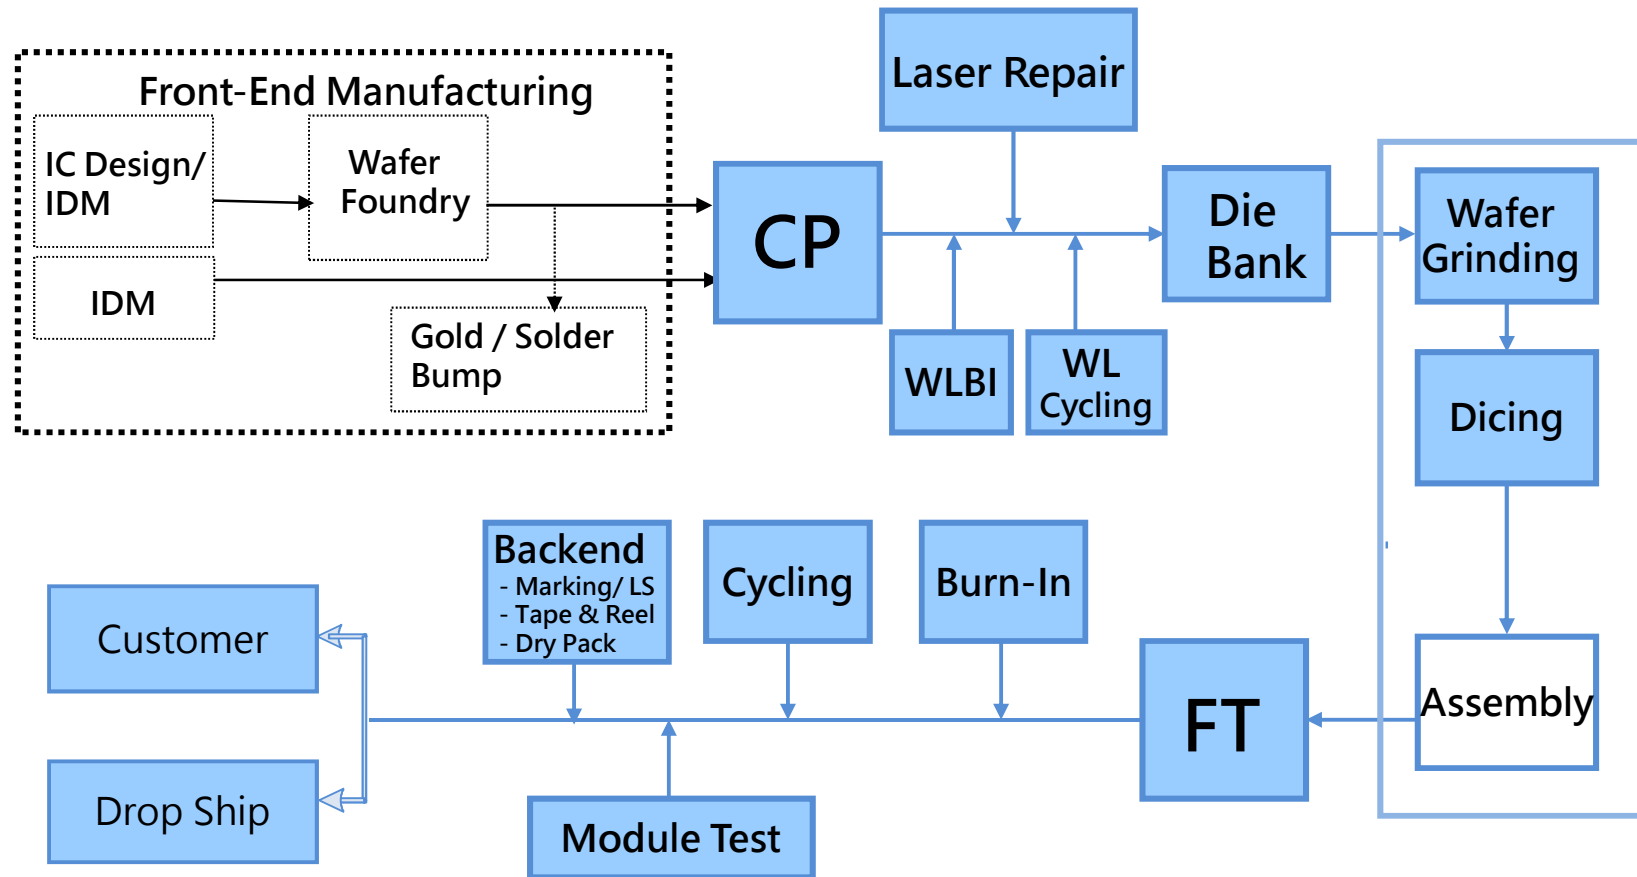 Front-End Manufacturing
IC Design/
IDM
Wafer
Foundry
IDM
Gold / Solder
Bump
CP
Laser Repair
WLBI
WL
Cycling
Die
Bank
Wafer
Grinding
Dicing
Assembly
FT
Burn-In
Cycling
Backend
- Marking/ LS
- Tape & Reel
- Dry Pack
Module Test
Customer
Drop Ship